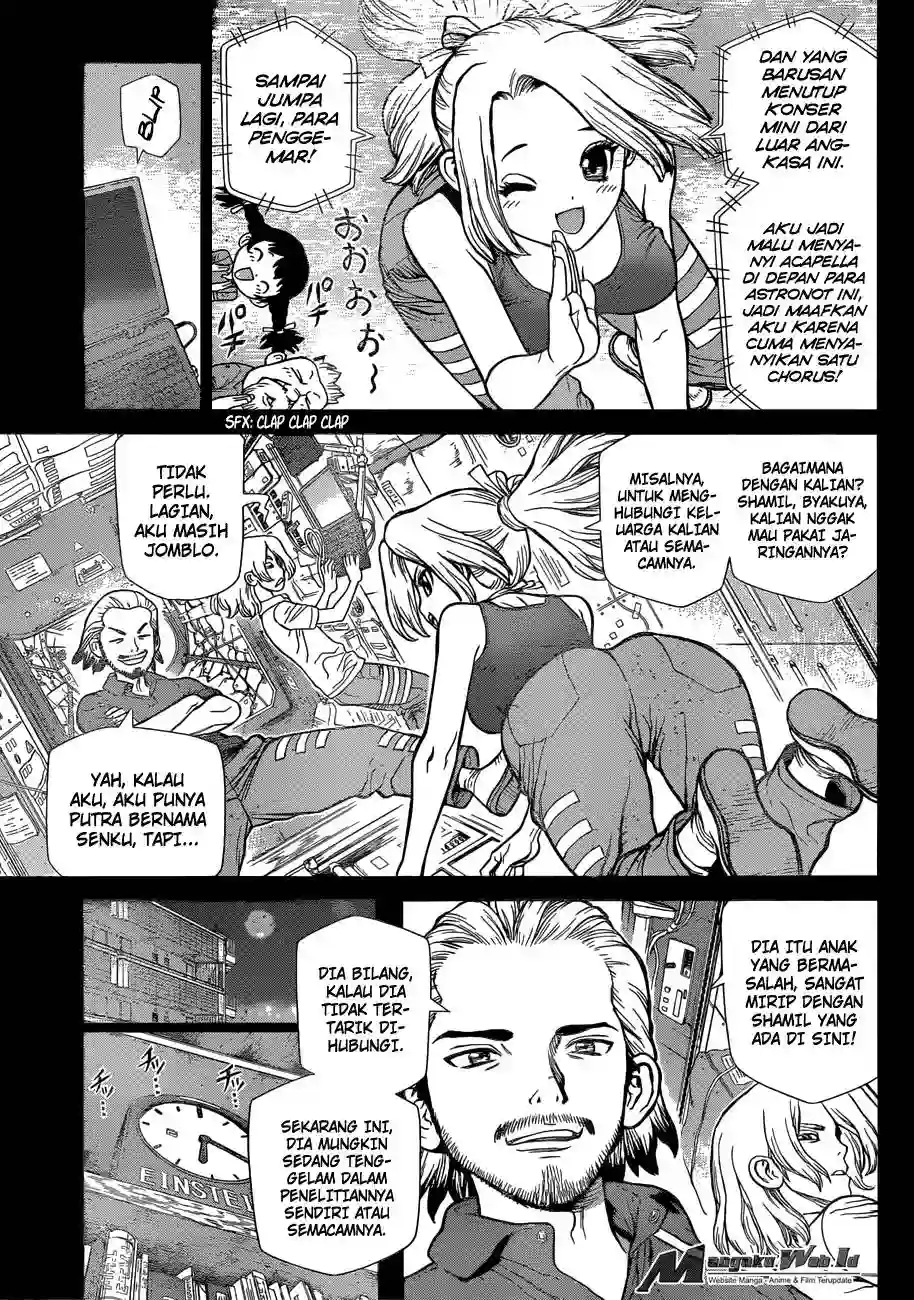 DAN YANG
BARUSAN
MENUTUP
KONSER
MINI DARI
LUAR ANG-
KASA INI.
AKU JADI
MALU MENYA-
NYI ACAPELLA
DI DEPAN PARA
ASTRONOT INI,
JADI MAAFKAN
AKU KARENA
CUMA MENYA-
NYIKAN SATU
CHORUS!
SAMPAI
JUMPA
LAGI, PARA
PENGGE-
MAR!
おおおお~
パチ
パチ
SFX: CLAP CLAP CLAP
BLIP
BAGAIMANA
DENGAN KALIAN?
SHAMIL, BYAKUYA,
KALIAN NGGAK
MAU PAKAI JA-
RINGANNYA?
MISALNYA,
UNTUK MENG-
HUBUNGI KEL-
UARGA KALIAN
ATAU SEMA-
CAMNYA.
TIDAK
PERLU.
LAGIAN,
AKU MASIH
JOMBLO.
YAH, KALAU
AKU, AKU PUNYA
PUTRA BERNAMA
SENKU, TAPI...
DIA ITU ANAK
YANG BERMA-
SALAH, SANGAT
MIRIP DENGAN
SHAMIL YANG
ADA DI SINI!
DIA BILANG,
KALAU DIA
TIDAK TER-
TARIK DI-
HUBUNGI.
SEKARANG INI,
DIA MUNGKIN
SEDANG TENG-
GELAM DALAM
PENELITIANNYA
SENDIRI ATAU
SEMACAMNYA.
チッ…
チッ…
EINSTEI
Mangaku.Web.Id
Website Manga - Anime & Film Terupdate